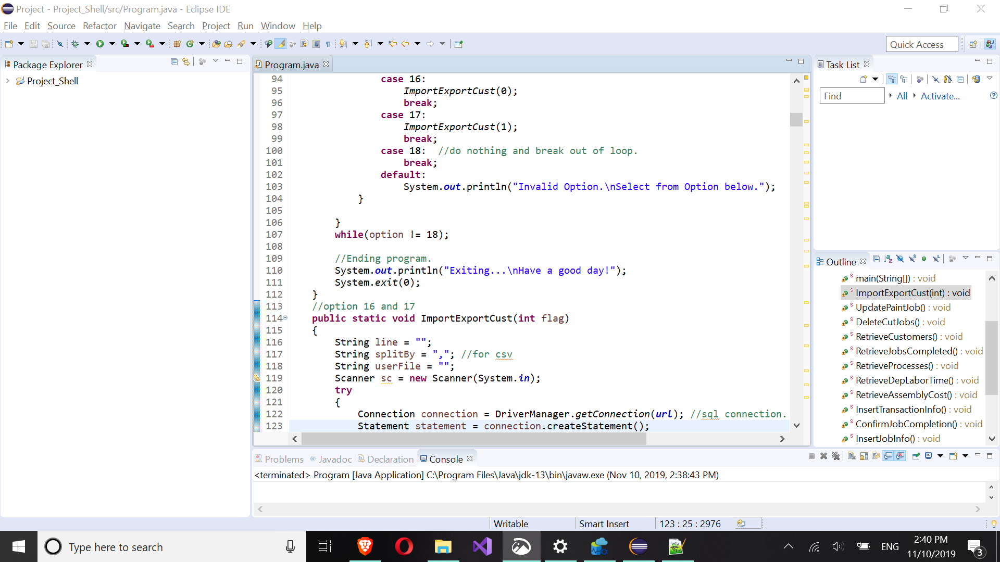 Project - Project_Shell/src/Program.java - Eclipse IDE
File Edit Source Refactor Navigate Search Project Run Window Help
Quick Access
Package Explorer
Project_Shell
Program.java
94 case 16:
95 ImportExportCust(0);
96 break;
97 case 17:
98 ImportExportCust(1);
99 break;
100 case 18: //do nothing and break out of loop.
101 break;
102 default:
103 System.out.println("Invalid Option.\nSelect from Option below.");
104 }
105
106 }
107 while(option != 18);
108
109 //Ending program.
110 System.out.println("Exiting...\nHave a good day!");
111 System.exit(0);
112 }
113 //option 16 and 17
114 public static void ImportExportCust(int flag)
115 {
116 String line = "";
117 String splitBy = ","; //for csv
118 String userFile = "";
119 Scanner sc = new Scanner(System.in);
120 try
121 {
122 Connection connection = DriverManager.getConnection(url); //sql connection.
123 Statement statement = connection.createStatement();
Task List
Find All Activate...
Outline
main(String[]) : void
ImportExportCust(int) : void
UpdatePaintJob() : void
DeleteCutJobs() : void
RetrieveCustomers() : void
RetrieveJobsCompleted() : void
RetrieveProcesses() : void
RetrieveDepLaborTime() : void
RetrieveAssemblyCost() : void
InsertTransactionInfo() : void
ConfirmJobCompletion() : void
InsertJobInfo() : void
Problems @ Javadoc Declaration Console
<terminated> Program [Java Application] C:\Program Files\Java\jdk-13\bin\javaw.exe (Nov 10, 2019, 2:38:43 PM)
Writable Smart Insert 123 : 25 : 2976
Type here to search
ENG
2:40 PM
11/10/2019
3